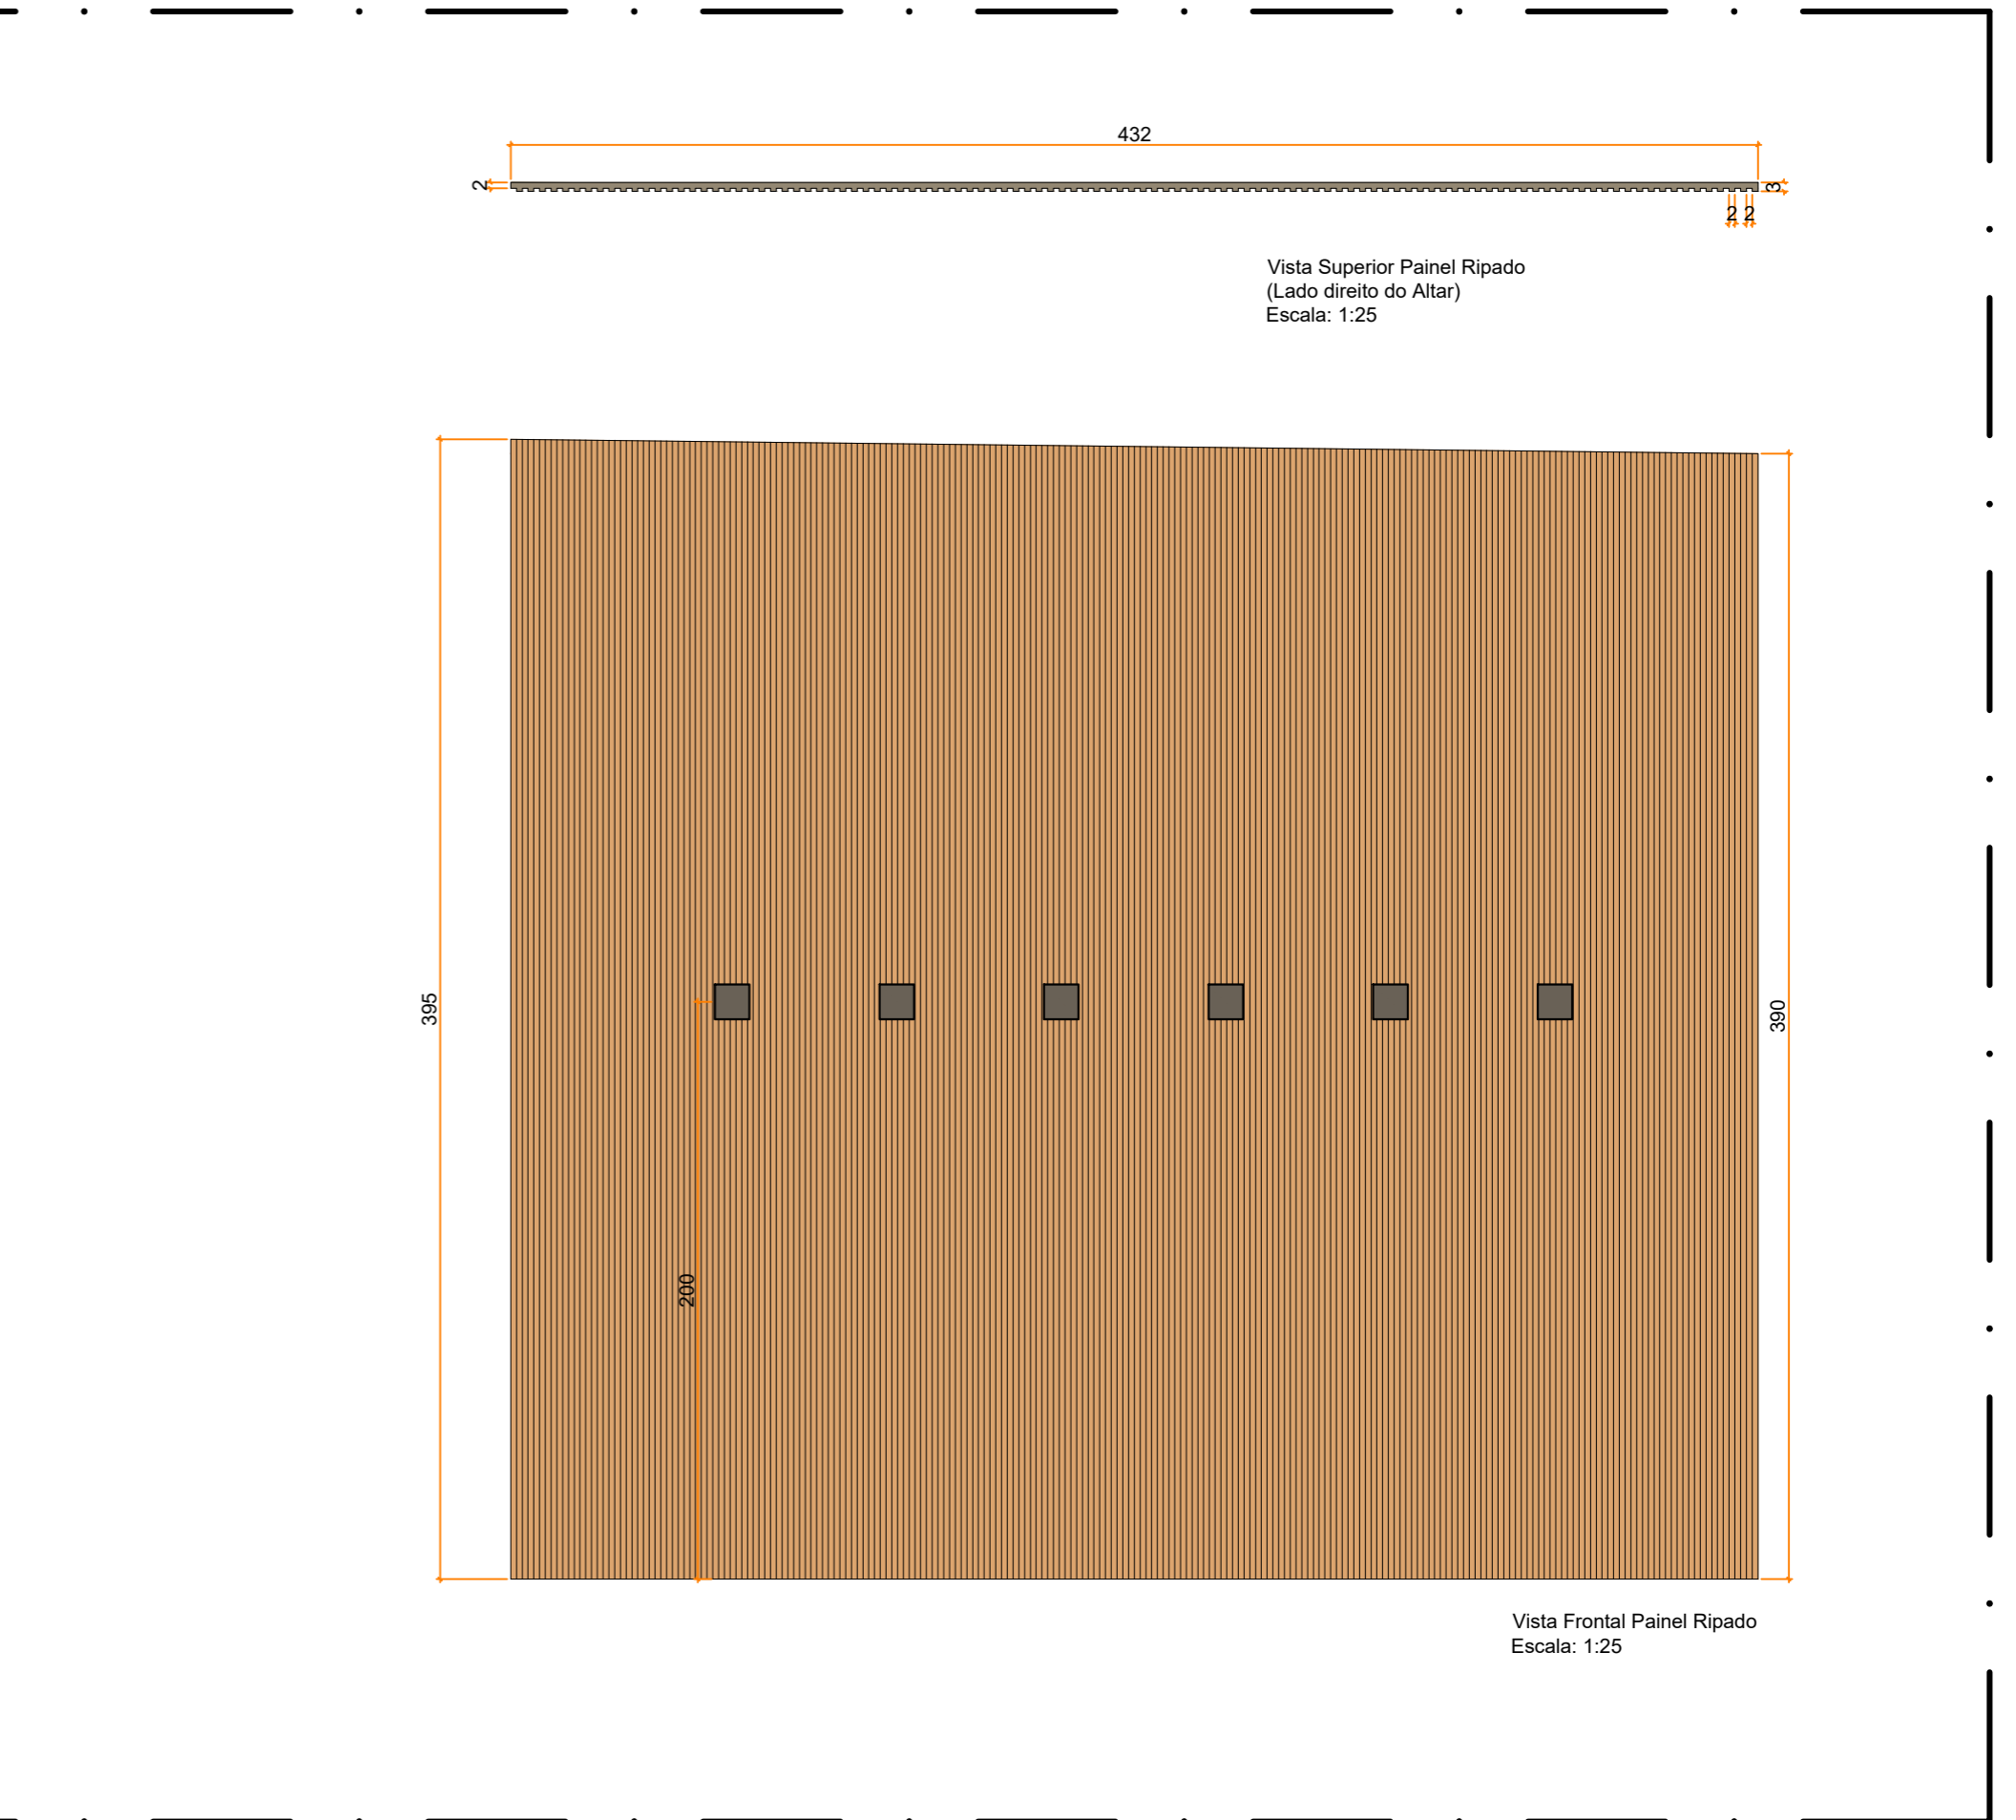 432
2
3
2 2
Vista Superior Painel Ripado
(Lado direito do Altar)
Escala: 1:25
395
390
200
Vista Frontal Painel Ripado
Escala: 1:25